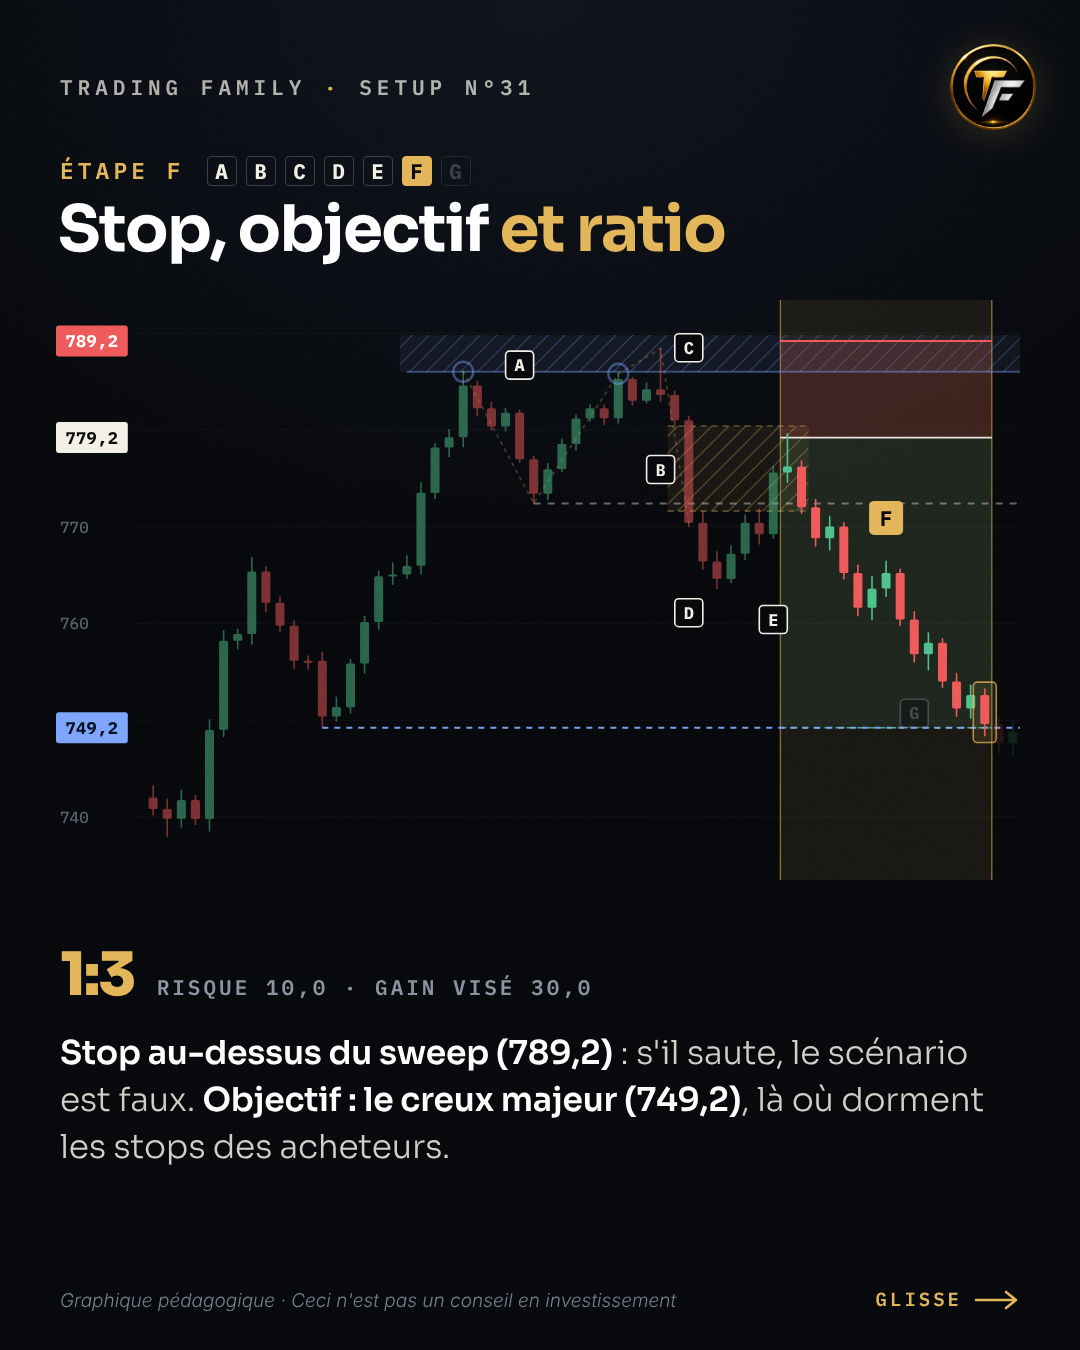 TRADING FAMILY · SETUP N°31
TF
ÉTAPE F A B C D E F G
Stop, objectif et ratio
789,2
C
A
779,2
B
F
770
D
E
760
G
749,2
740
1:3 RISQUE 10,0 · GAIN VISÉ 30,0
Stop au-dessus du sweep (789,2) : s'il saute, le scénario
est faux. Objectif : le creux majeur (749,2), là où dorment
les stops des acheteurs.
Graphique pédagogique · Ceci n'est pas un conseil en investissement
GLISSE →